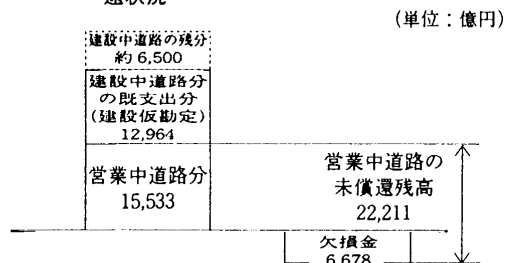 (単位：億円)
建設中道路の残分
約6,500
建設中道路分
の既支出分
(建設仮勘定)
12,964
営業中道路分
15,533
営業中道路の
未償還残高
22,211
欠損金
6,678